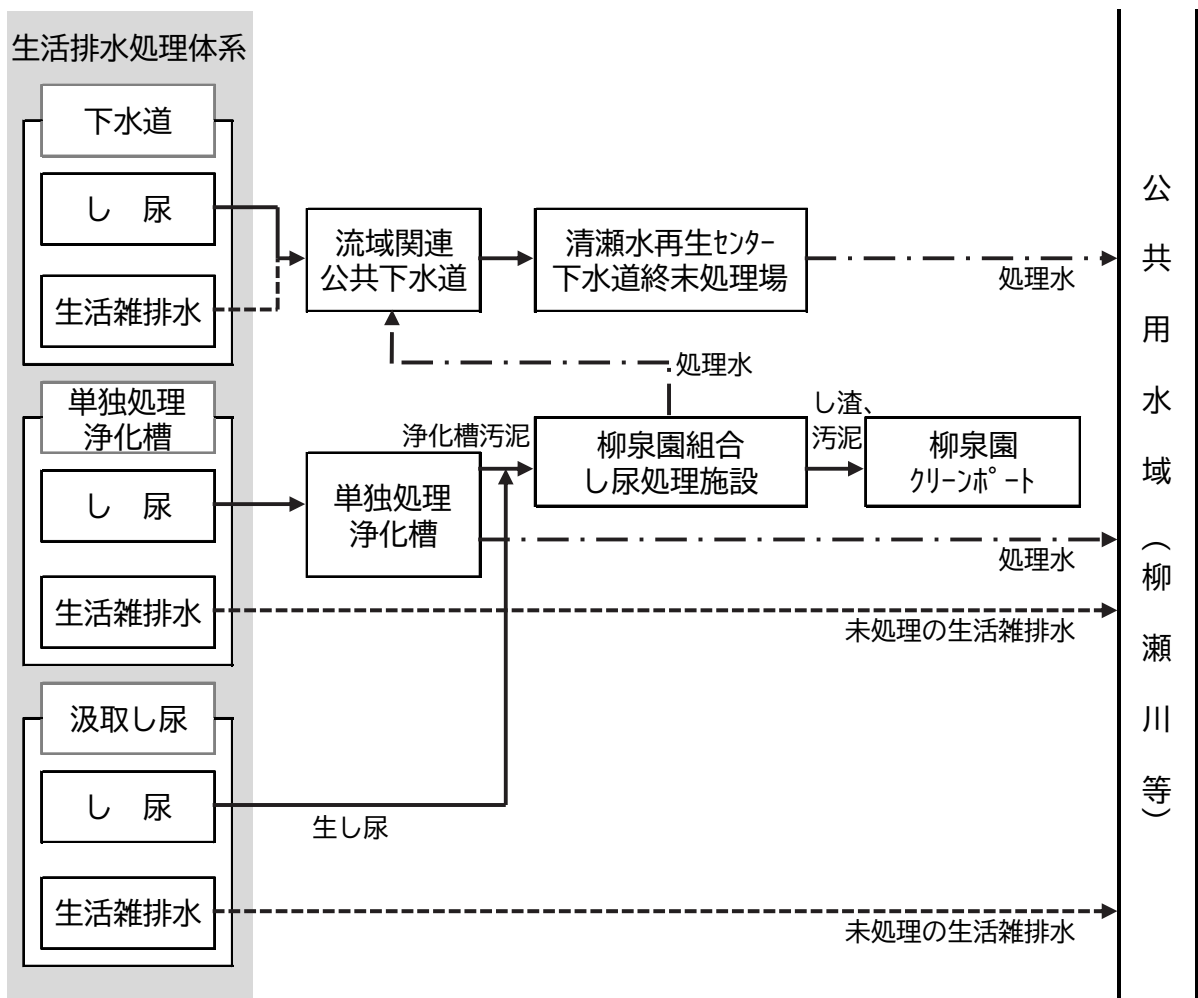 生活排水処理体系
下水道
し 尿
生活雑排水
流域関連
公共下水道
清瀬水再生ｾﾝﾀｰ
下水道終末処理場
処理水
処理水
単独処理
浄化槽
し 尿
生活雑排水
単独処理
浄化槽
浄化槽汚泥
柳泉園組合
し尿処理施設
し渣、
汚泥
柳泉園
ｸﾘｰﾝﾎﾟｰﾄ
処理水
未処理の生活雑排水
汲取し尿
し 尿
生活雑排水
生し尿
未処理の生活雑排水
公共用水域（柳瀬川等）